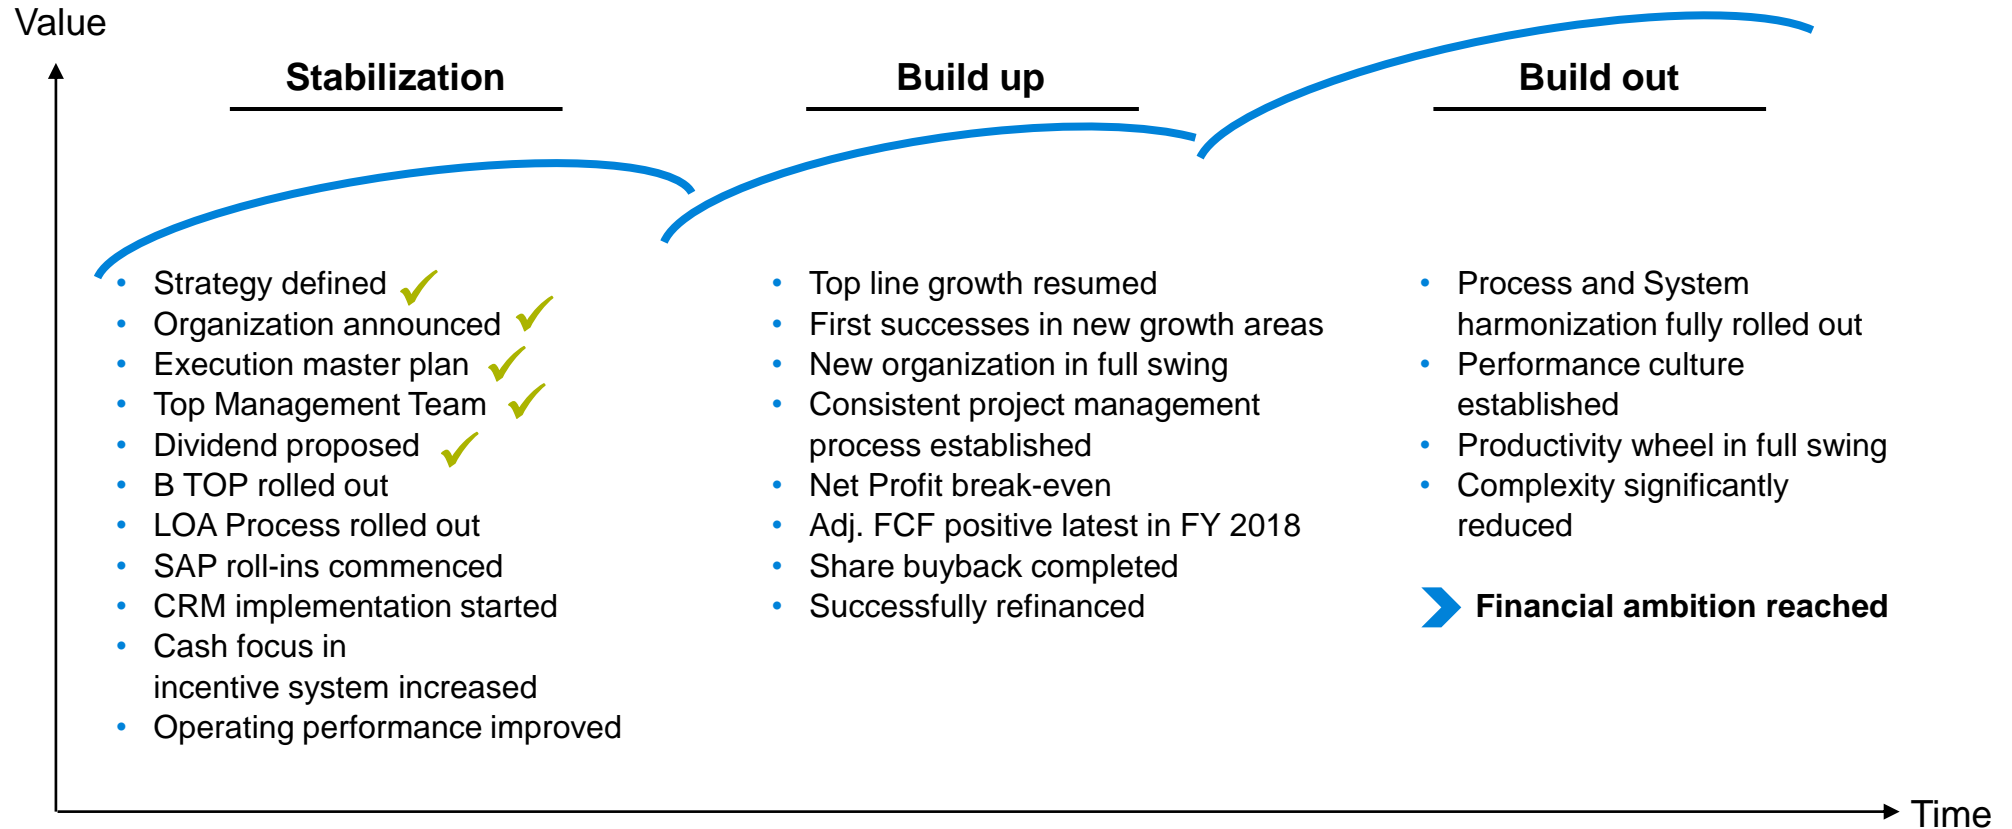 Value
Stabilization
Strategy defined
Organization announced
Execution master plan
Top Management Team
Dividend proposed
B TOP rolled out
LOA Process rolled out
SAP roll-ins commenced
CRM implementation started
Cash focus in
incentive system increased
Operating performance improved
Build up
Top line growth resumed
First successes in new growth areas
New organization in full swing
Consistent project management
process established
Net Profit break-even
Adj. FCF positive latest in FY 2018
Share buyback completed
Successfully refinanced
Build out
Process and System
harmonization fully rolled out
Performance culture
established
Productivity wheel in full swing
Complexity significantly
reduced
Financial ambition reached
Time